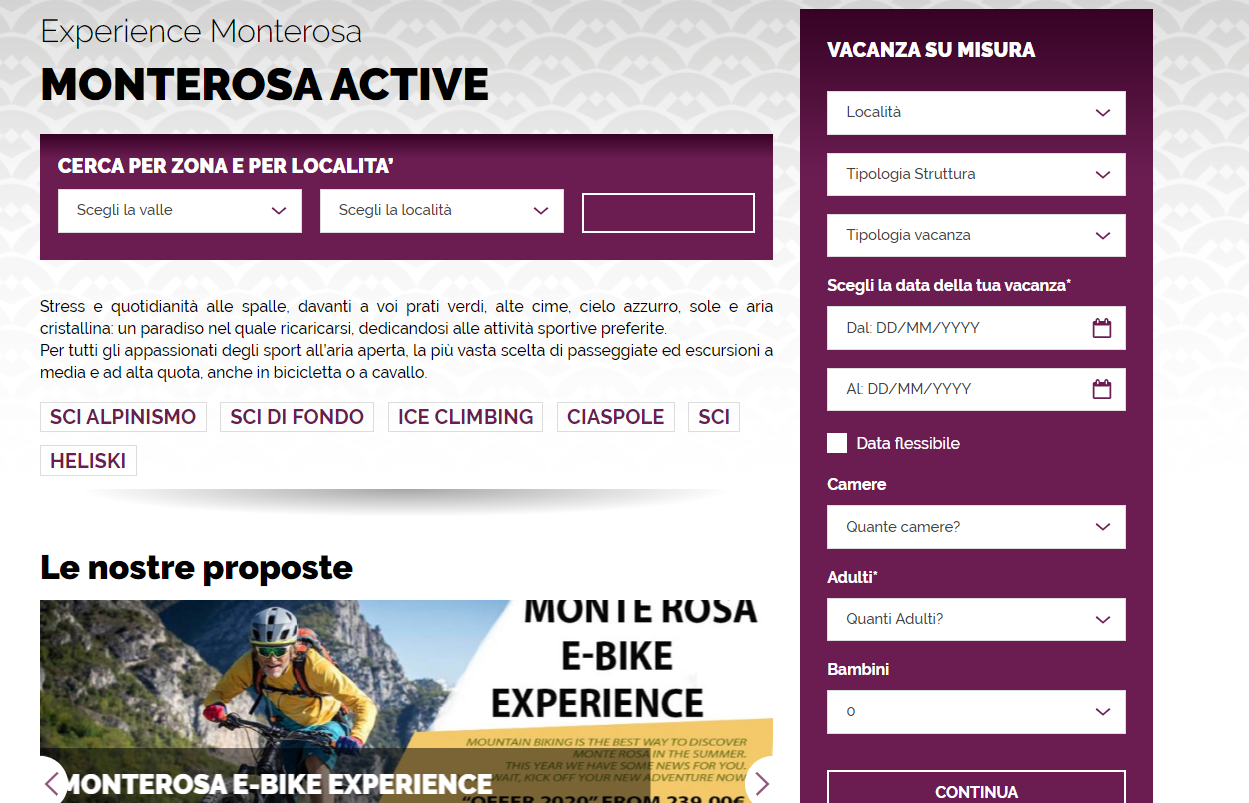 Experience Monterosa
MONTEROSA ACTIVE
CERCA PER ZONA E PER LOCALITA’
Scegli la valle
Scegli la località
Stress e quotidianità alle spalle, davanti a voi prati verdi, alte cime, cielo azzurro, sole e aria
cristallina: un paradiso nel quale ricaricarsi, dedicandosi alle attività sportive preferite.
Per tutti gli appassionati degli sport all’aria aperta, la più vasta scelta di passeggiate ed escursioni a
media e ad alta quota, anche in bicicletta o a cavallo.
SCI ALPINISMO
SCI DI FONDO
ICE CLIMBING
CIASPOLE
SCI
HELISKI
Le nostre proposte
MONTE ROSA
E-BIKE
EXPERIENCE
MOUNTAIN BIKING IS THE BEST WAY TO DISCOVER
MONTE ROSA IN THE SUMMER.
THIS YEAR WE HAVE SOME NEWS FOR YOU.
WAIT, KICK OFF YOUR NEW ADVENTURE NOW
MONTEROSA E-BIKE EXPERIENCE
“OFFER 2020” FROM 239,00€
VACANZA SU MISURA
Località
Tipologia Struttura
Tipologia vacanza
Scegli la data della tua vacanza*
Dal: DD/MM/YYYY
Al: DD/MM/YYYY
Data flessibile
Camere
Quante camere?
Adulti*
Quanti Adulti?
Bambini
0
CONTINUA